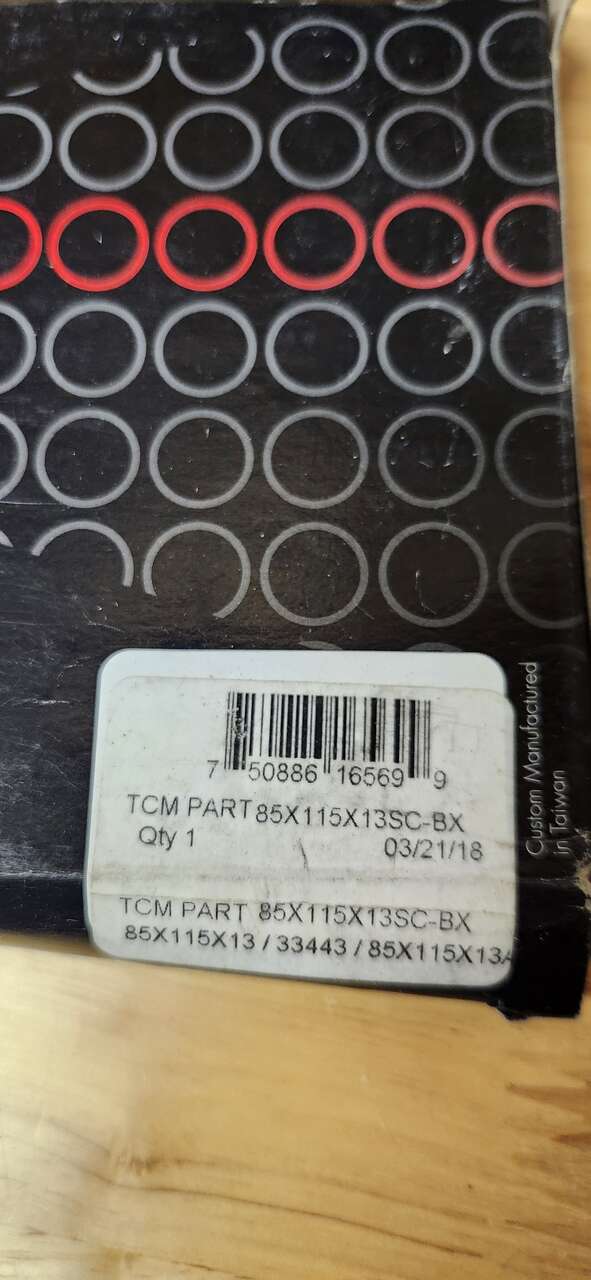 7 50886 16569 9
TCM PART 85X115X13SC-BX
Qty 1 03/21/18
TCM PART 85X115X13SC-BX
85X115X13 / 33443 / 85X115X13A
Custom Manufactured
in Taiwan